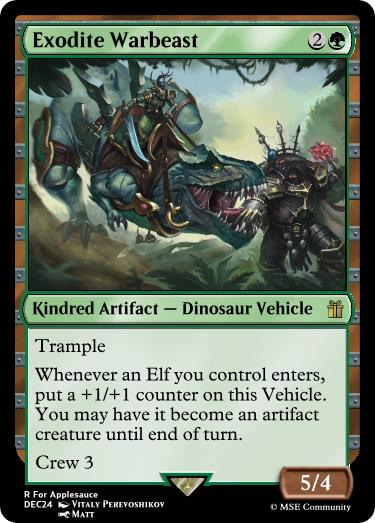 Exodite Warbeast 2
Kindred Artifact — Dinosaur Vehicle
Trample
Whenever an Elf you control enters,
put a +1/+1 counter on this Vehicle.
You may have it become an artifact
creature until end of turn.
Crew 3
5/4
R For Applesauce
DEC24 Vitaly Perevoshikov
Matt
© MSE Community